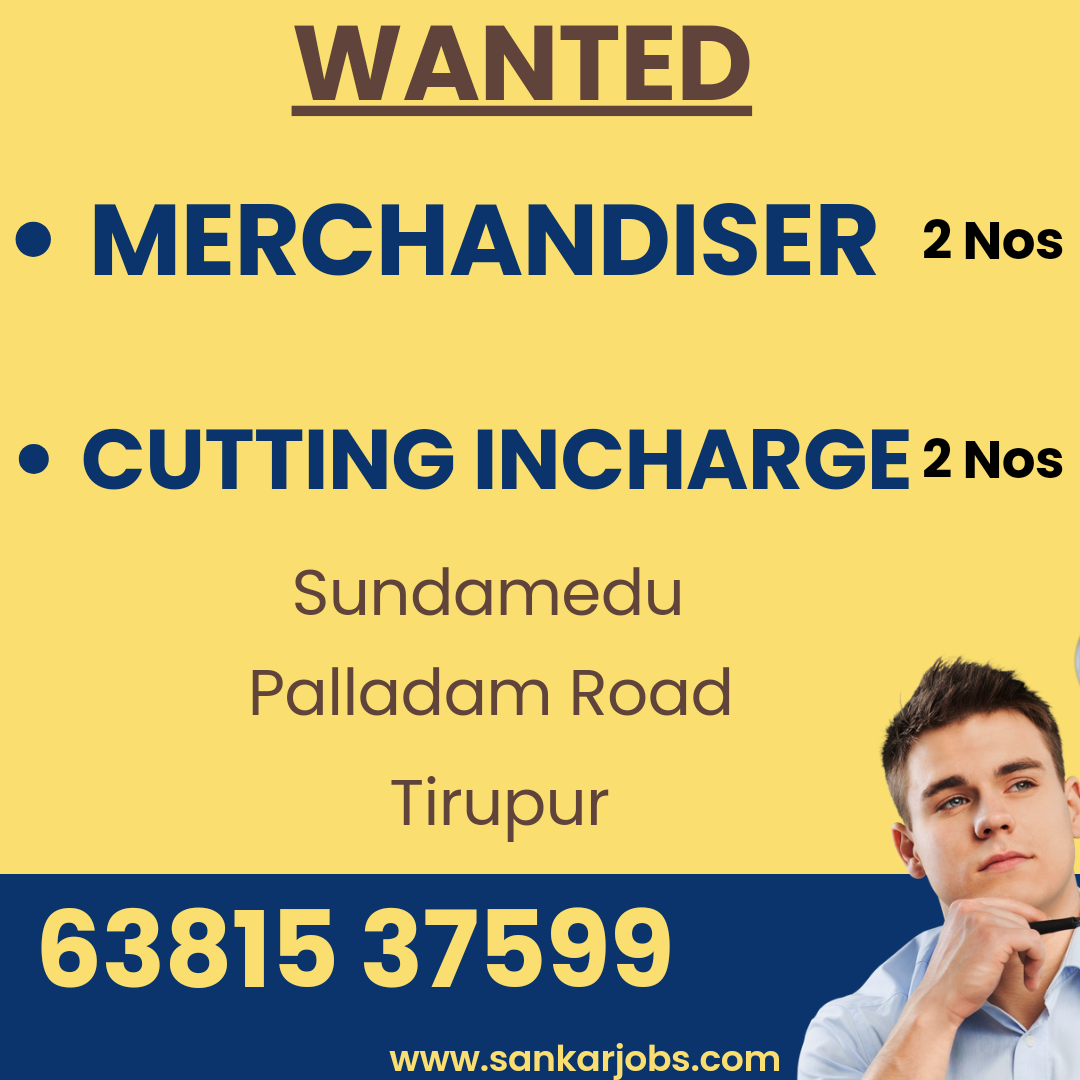 WANTED
• MERCHANDISER 2 Nos
• CUTTING INCHARGE 2 Nos
Sundamedu
Palladam Road
Tirupur
63815 37599
www.sankarjobs.com